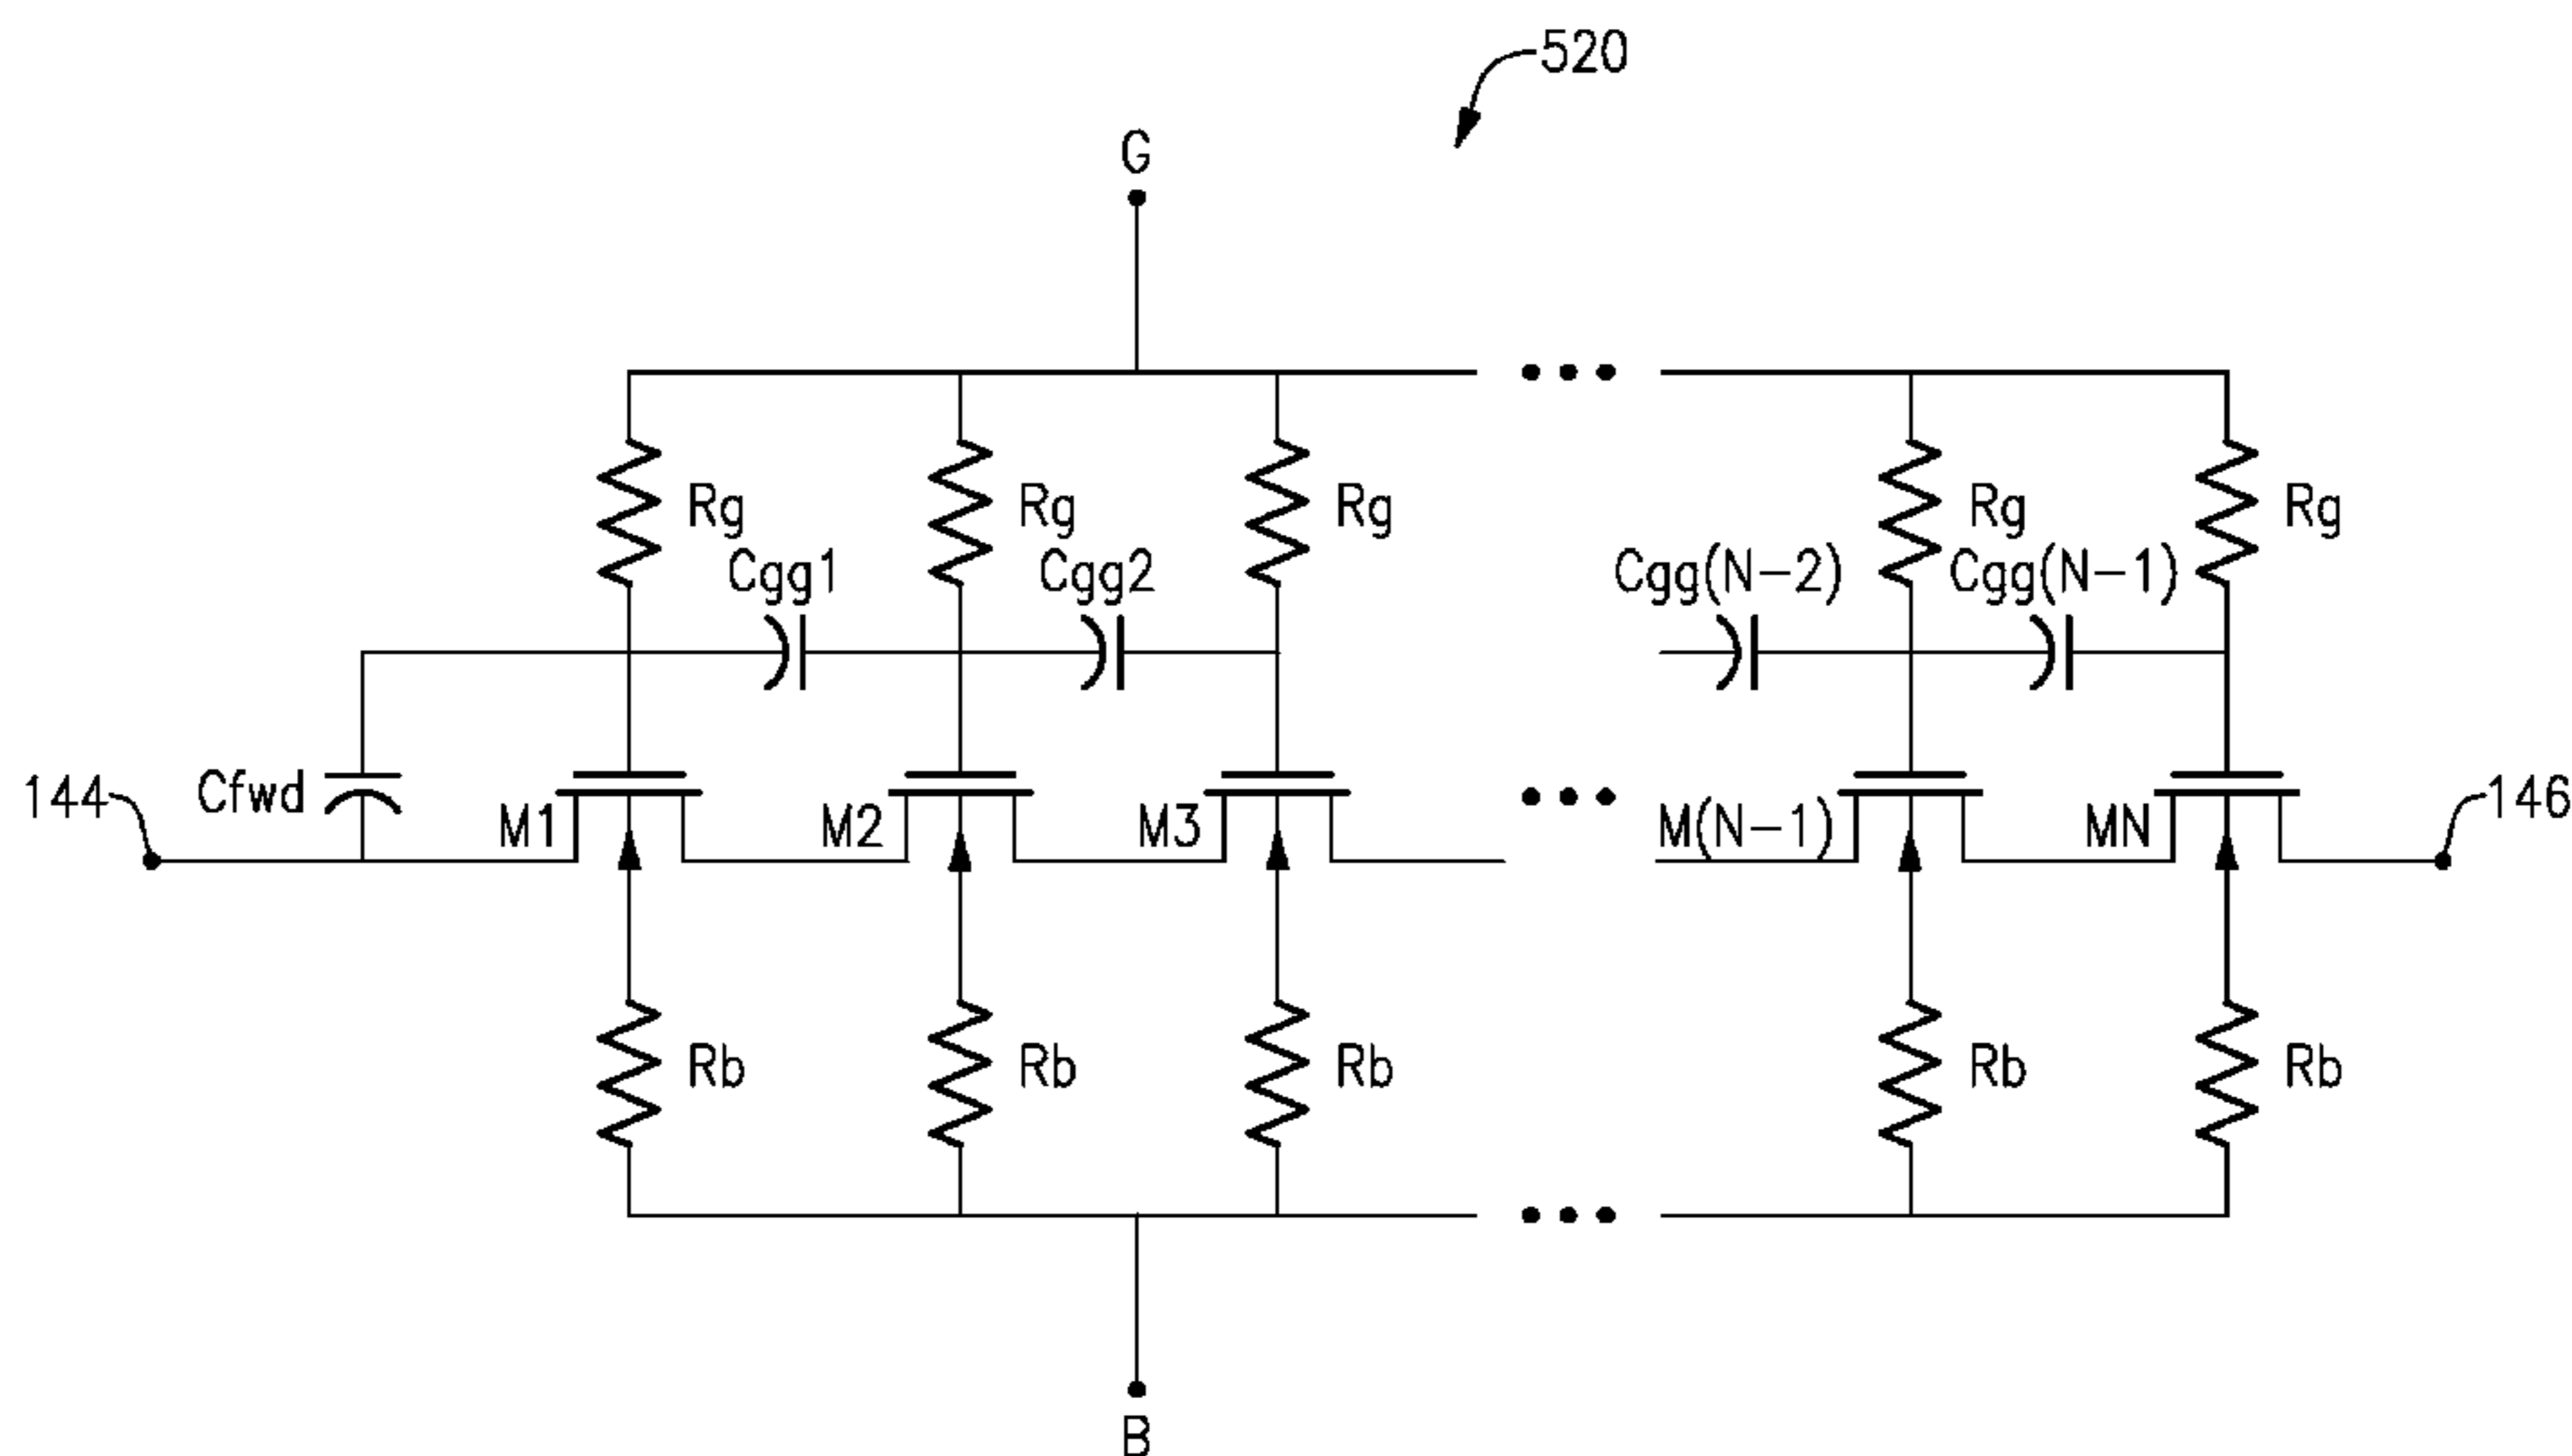 520
G
Rg Rg Rg Rg Rg
Cgg1 Cgg2 Cgg(N-2) Cgg(N-1)
144 Cfwd M1 M2 M3 M(N-1) MN 146
Rb Rb Rb Rb Rb
B